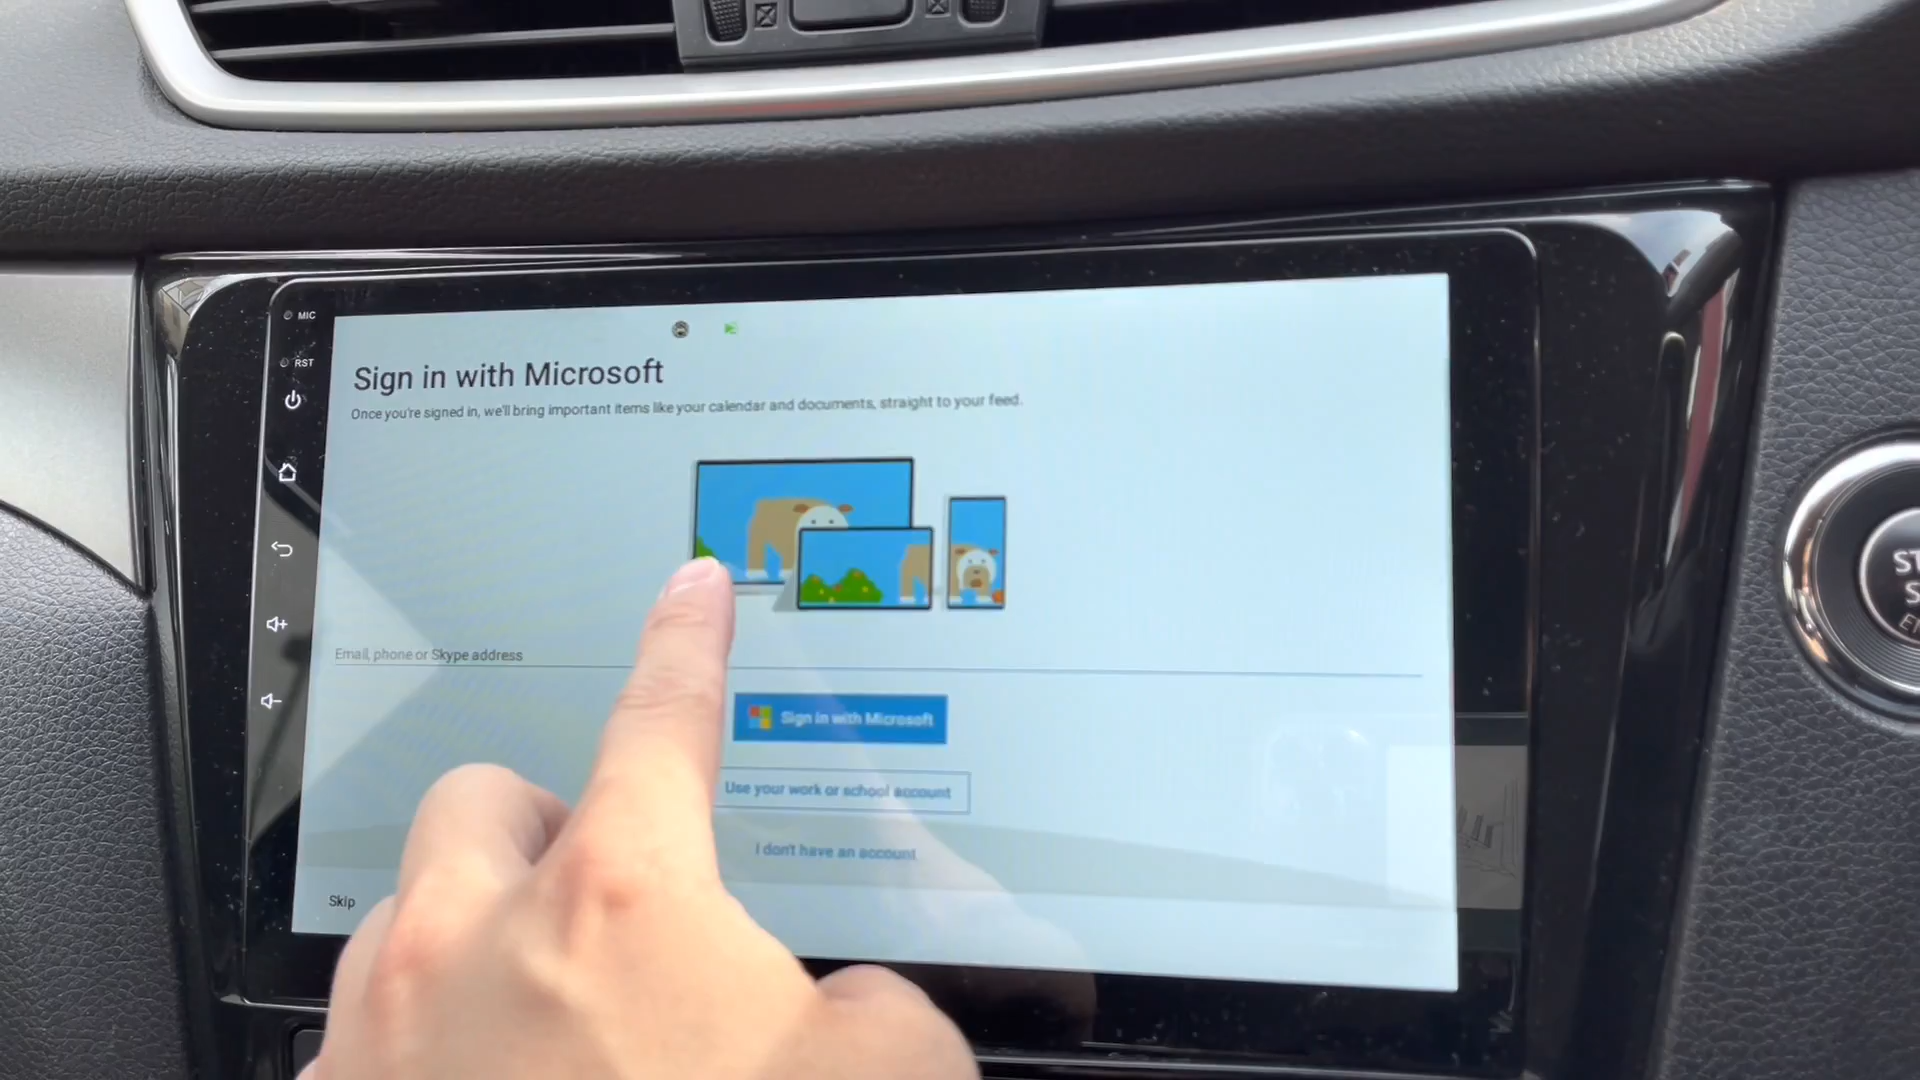 MIC
RST
Sign in with Microsoft
Once you're signed in, we'll bring important items like your calendar and documents, straight to your feed.
Email, phone or Skype address
Sign in with Microsoft
Use your work or school account
I don't have an account
Skip